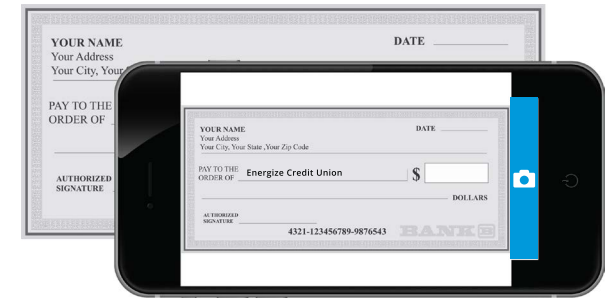 YOUR NAME
Your Address
Your City, Your
DATE
PAY TO THE
ORDER OF
AUTHORIZED
SIGNATURE
YOUR NAME
Your Address
Your City, Your State ,Your Zip Code
DATE
PAY TO THE
ORDER OF
Energize Credit Union
$
DOLLARS
AUTHORIZED
SIGNATURE
4321-123456789-9876543
BANK B